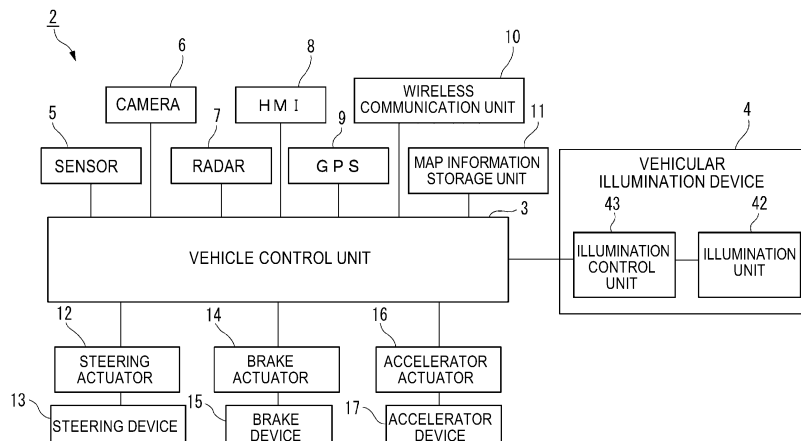 2
6
8
10
CAMERA
HMI
WIRELESS
COMMUNICATION UNIT
5
7
9
11
4
SENSOR
RADAR
GPS
MAP INFORMATION
STORAGE UNIT
VEHICULAR
ILLUMINATION DEVICE
3
43
42
VEHICLE CONTROL UNIT
ILLUMINATION
CONTROL
UNIT
ILLUMINATION
UNIT
12
14
16
STEERING
ACTUATOR
BRAKE
ACTUATOR
ACCELERATOR
ACTUATOR
13
15
17
STEERING DEVICE
BRAKE
DEVICE
ACCELERATOR
DEVICE